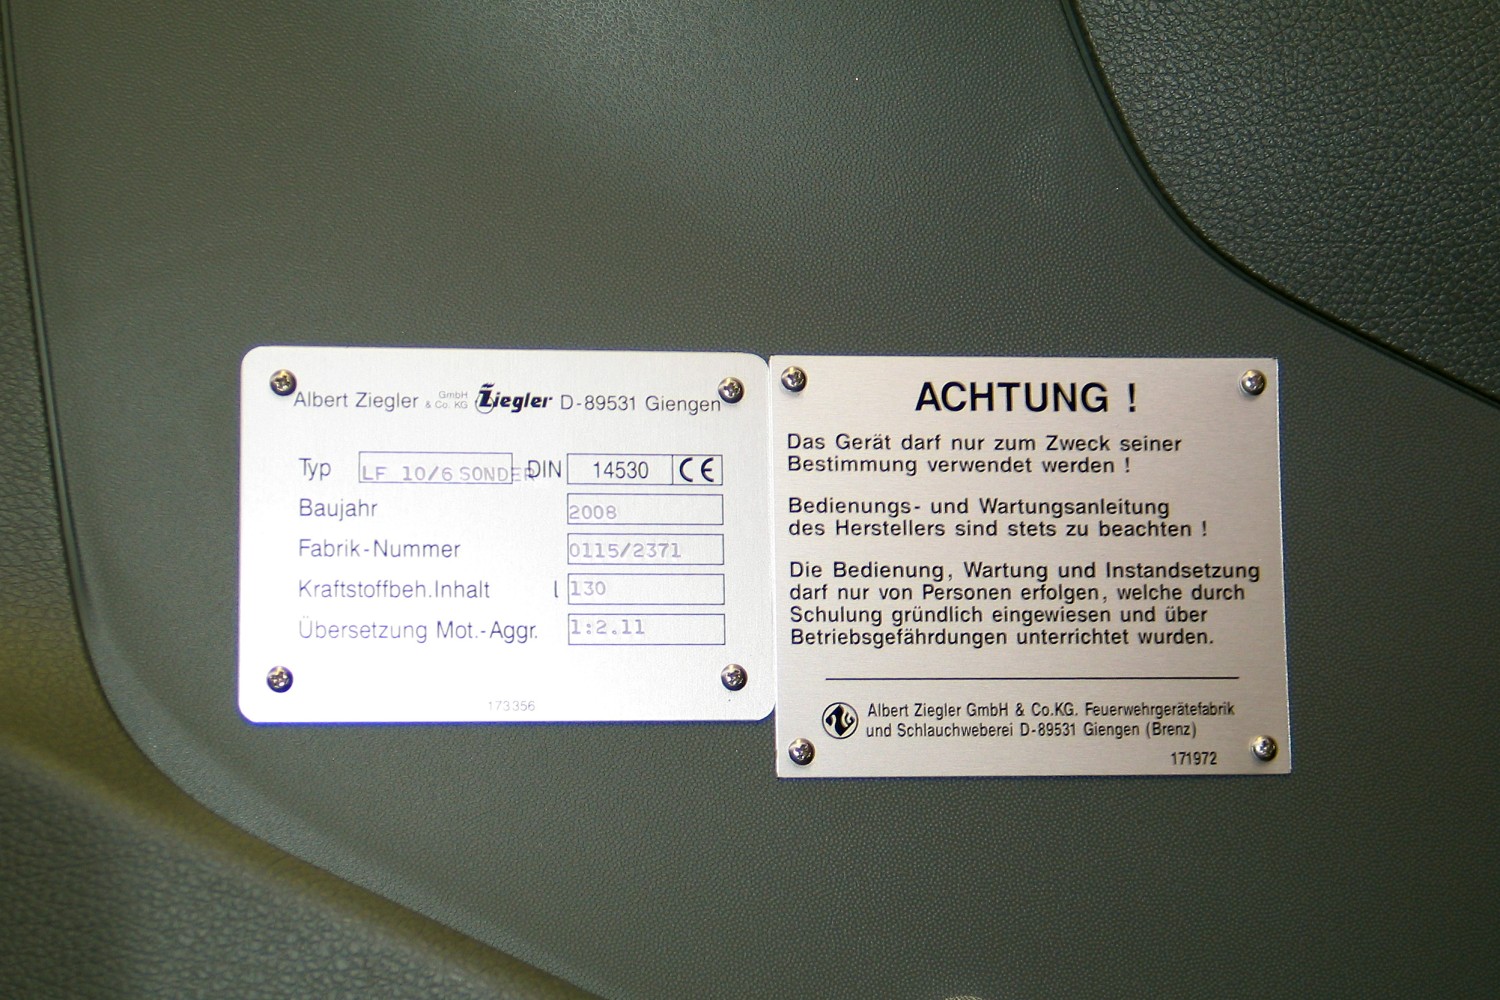 Albert Ziegler GmbH & Co. KG Ziegler D-89531 Giengen
Typ LF 10/6 SONDER DIN 14530 CE
Baujahr 2008
Fabrik-Nummer 0115/2371
Kraftstoffbeh.Inhalt l 130
Übersetzung Mot.-Aggr. 1:2.11
173356
ACHTUNG !
Das Gerät darf nur zum Zweck seiner
Bestimmung verwendet werden !
Bedienungs- und Wartungsanleitung
des Herstellers sind stets zu beachten !
Die Bedienung, Wartung und Instandsetzung
darf nur von Personen erfolgen, welche durch
Schulung gründlich eingewiesen und über
Betriebsgefährdungen unterrichtet wurden.
Albert Ziegler GmbH & Co.KG. Feuerwehrgerätefabrik
und Schlauchweberei D-89531 Giengen (Brenz)
171972